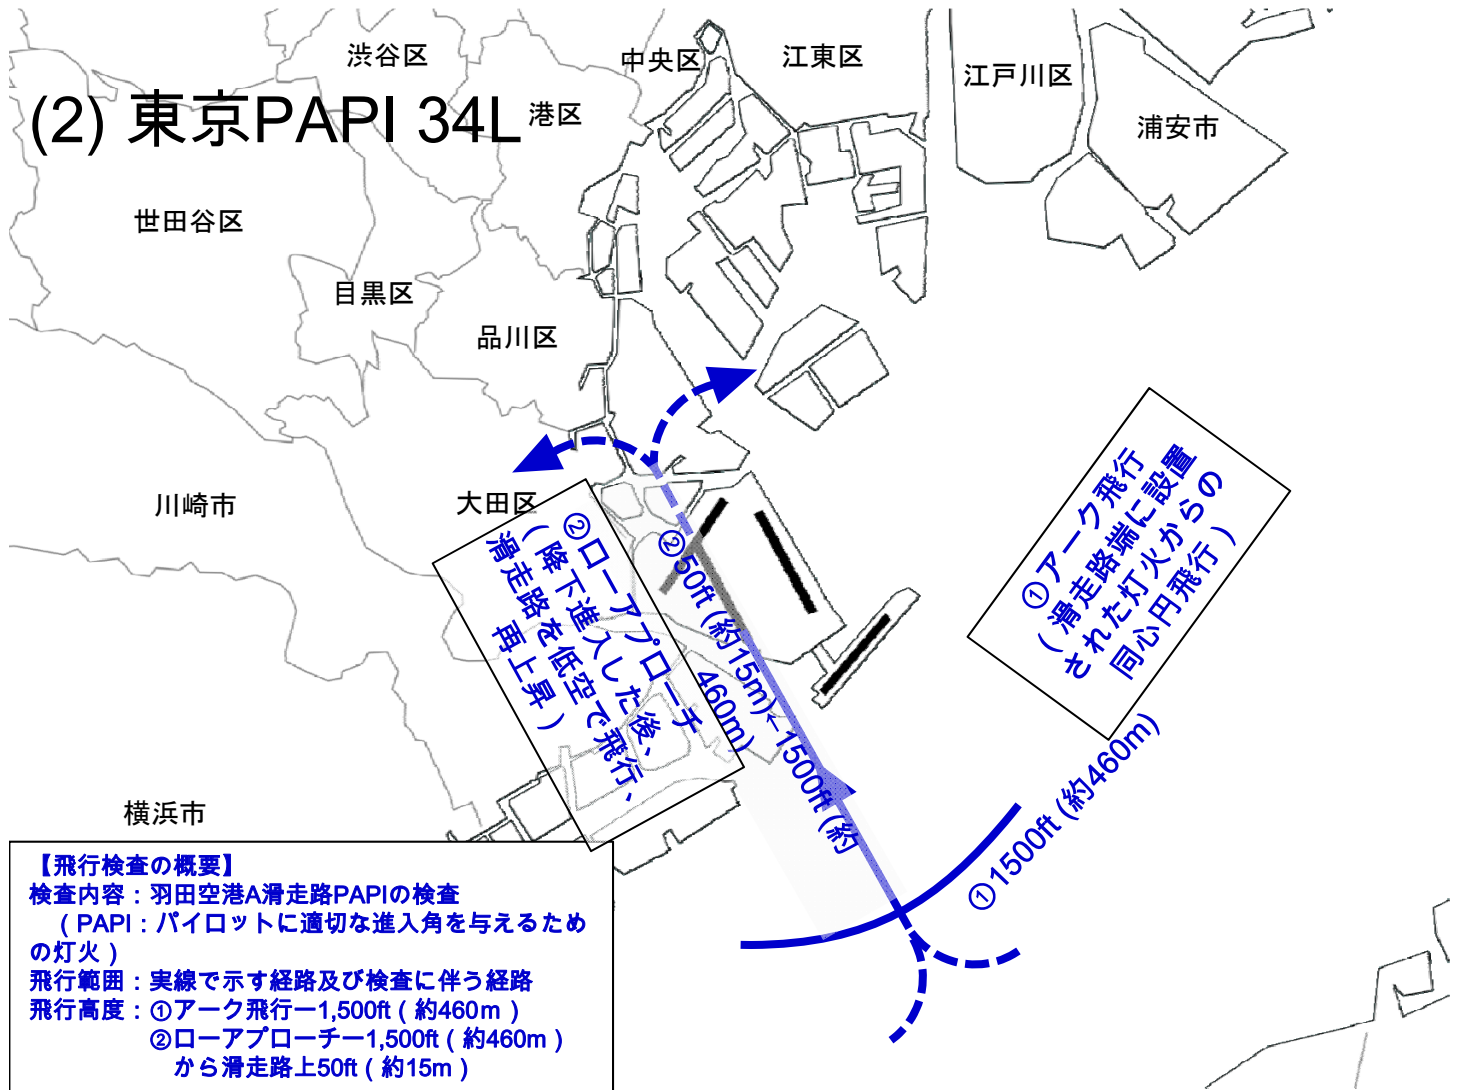 (2) 東京PAPI 34L
渋谷区
中央区
江東区
江戸川区
港区
浦安市
世田谷区
目黒区
品川区
川崎市
大田区
横浜市
①アーク飛行
(滑走路端に設置
された灯火からの
同心円飛行)
②ローアプローチ
(降下進入した後、
滑走路を低空で飛行、
再上昇)
②50ft (約15m)←1500ft (約
460m)
①1500ft (約460m)
【飛行検査の概要】
検査内容：羽田空港A滑走路PAPIの検査
(PAPI：パイロットに適切な進入角を与えるため
の灯火)
飛行範囲：実線で示す経路及び検査に伴う経路
飛行高度：①アーク飛行ー1,500ft (約460m)
②ローアプローチー1,500ft (約460m)
から滑走路上50ft (約15m)